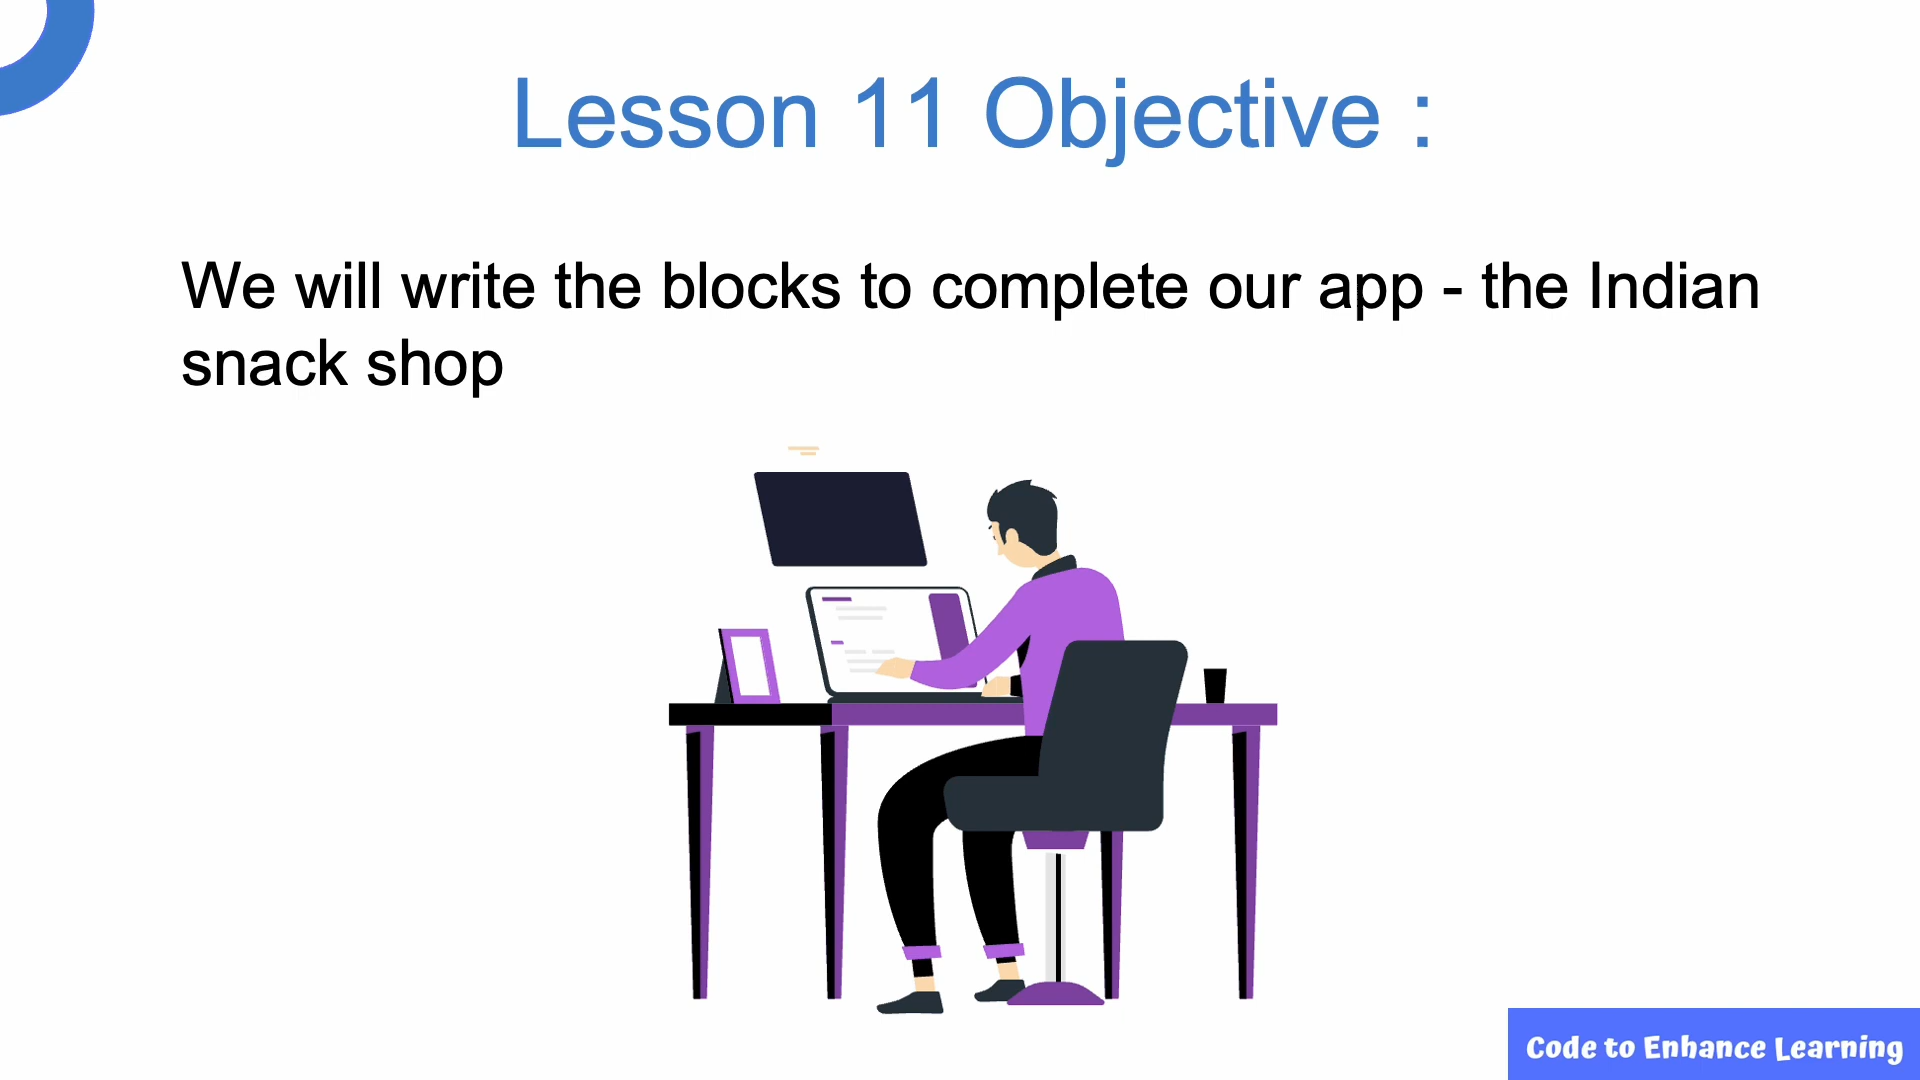 Lesson 11 Objective :
We will write the blocks to complete our app - the Indian
snack shop
Code to Enhance Learning